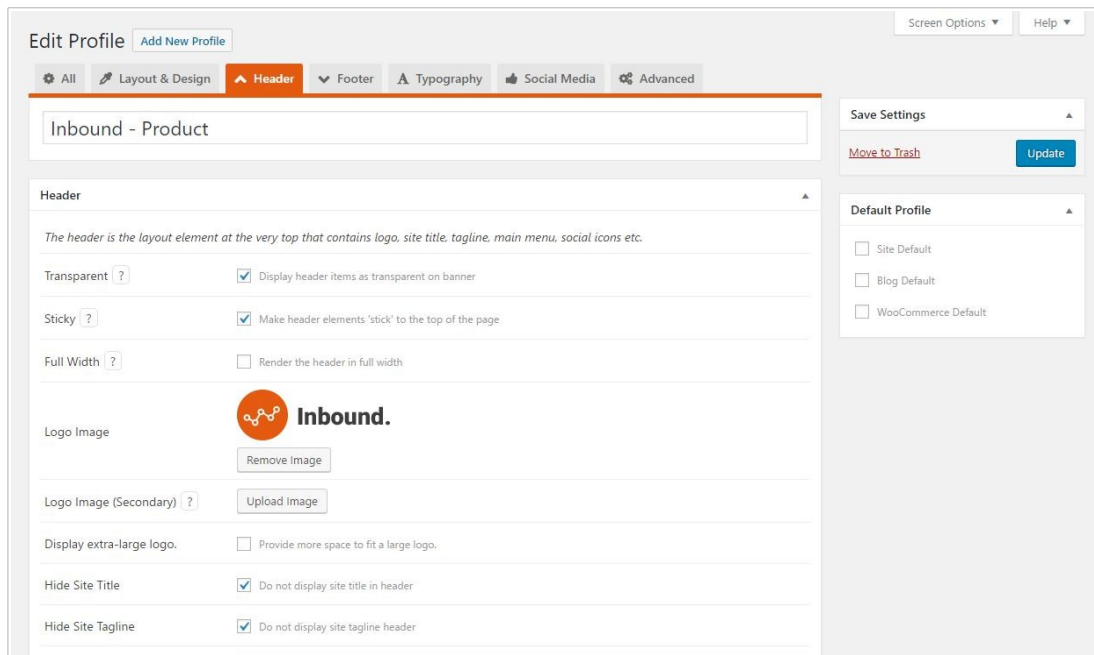 Screen Options ▼ Help ▼
Edit Profile Add New Profile
All Layout & Design Header Footer Typography Social Media Advanced
Inbound - Product
Save Settings
Move to Trash Update
Header
Default Profile
The header is the layout element at the very top that contains logo, site title, tagline, main menu, social icons etc.
Site Default
Blog Default
WooCommerce Default
Transparent ? Display header items as transparent on banner
Sticky ? Make header elements 'stick' to the top of the page
Full Width ? Render the header in full width
Logo Image Inbound.
Remove Image
Logo Image (Secondary) ? Upload Image
Display extra-large logo. Provide more space to fit a large logo.
Hide Site Title Do not display site title in header
Hide Site Tagline Do not display site tagline header